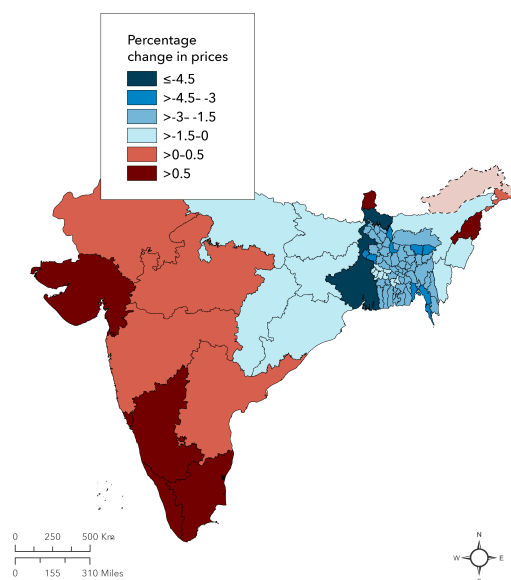 Percentage
change in prices
≤-4.5
>-4.5– -3
>-3– -1.5
>-1.5–0
>0–0.5
>0.5
0 250 500 Km
0 155 310 Miles
N
W E